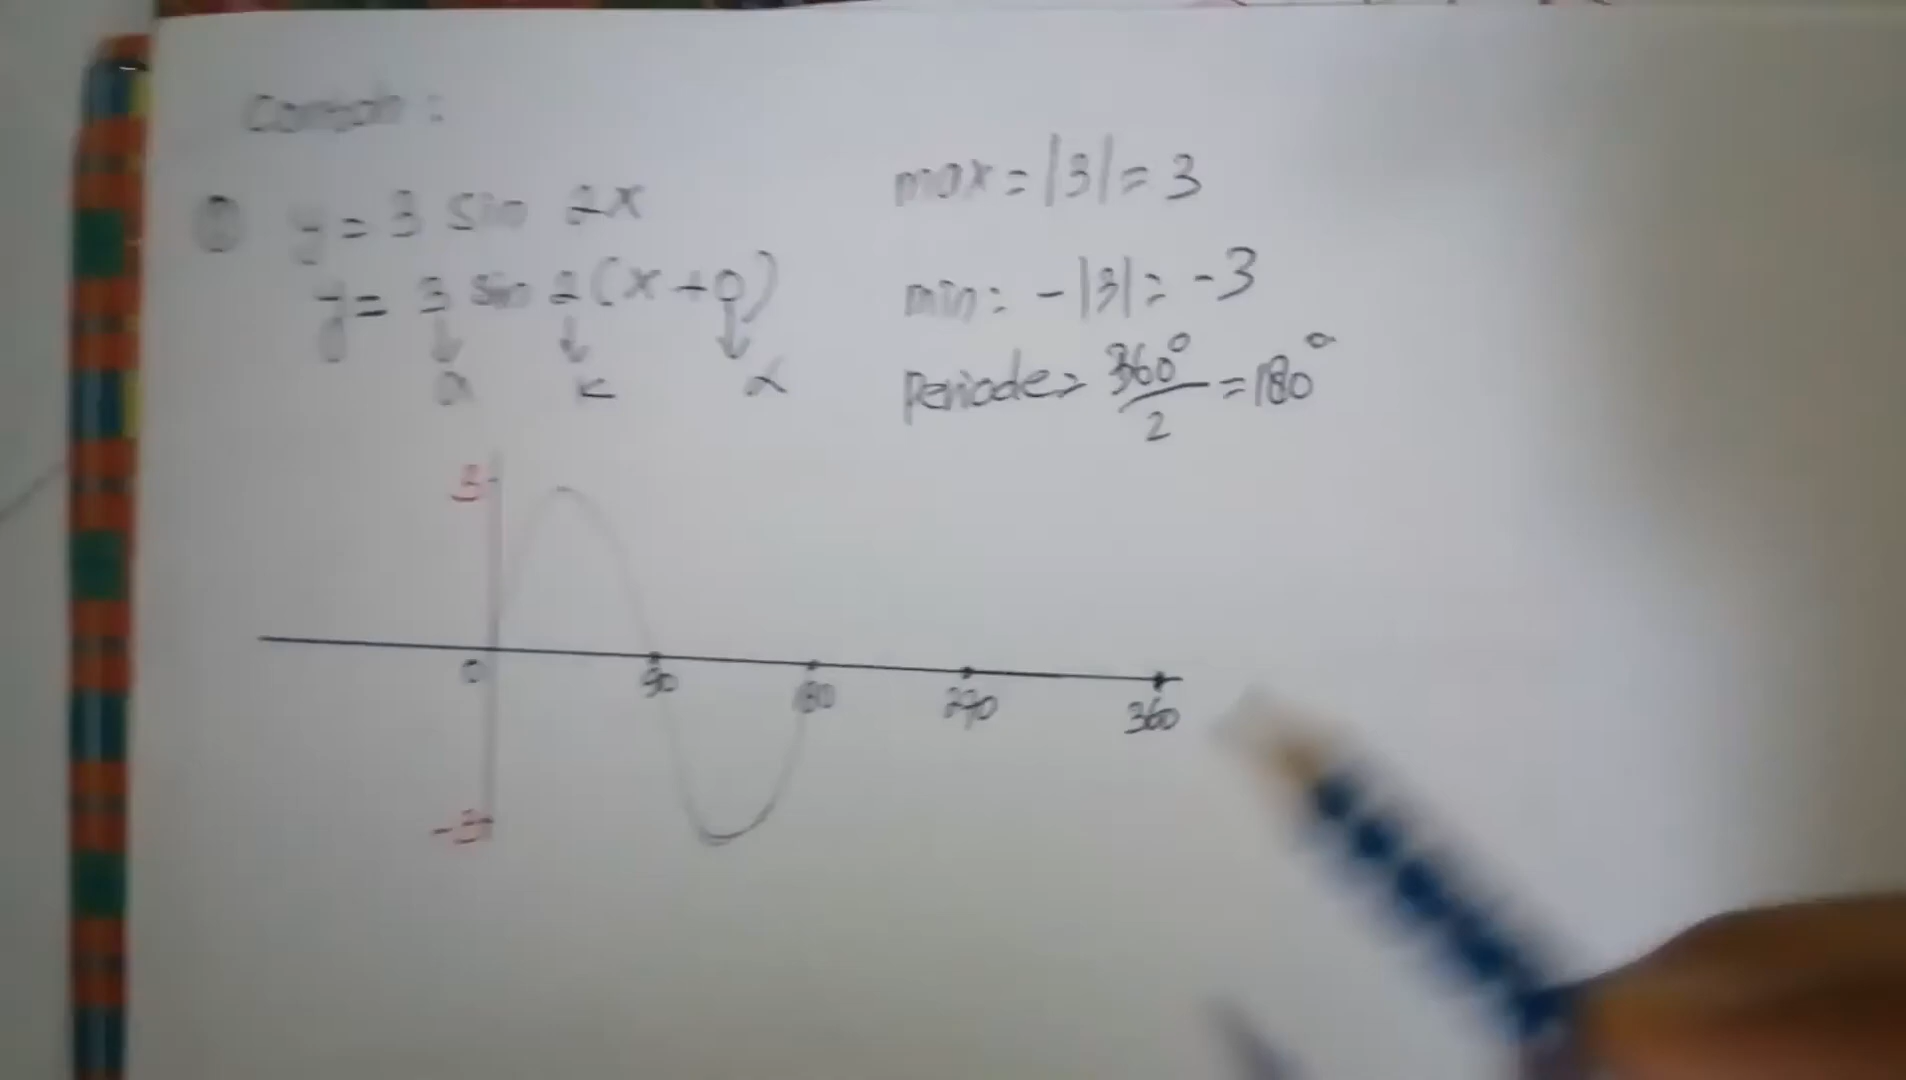 Contoh :
① y = 3 sin 2x
y = 3 sin 2(x+0)
a k α
max = |3| = 3
min = -|3| = -3
Periode = 360°/2 = 180°
3
0 90 180 270 360
-3